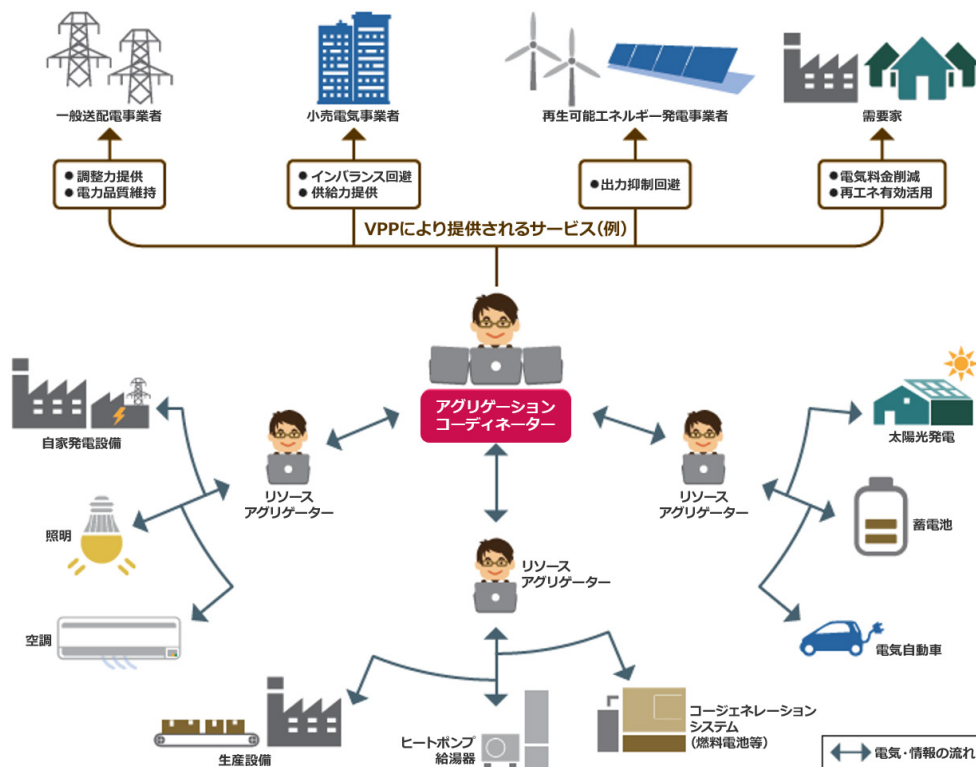 一般送配電事業者
小売電気事業者
再生可能エネルギー発電事業者
需要家
●調整力提供
●電力品質維持
●インバランス回避
●供給力提供
●出力抑制回避
●電気料金削減
●再エネ有効活用
VPPにより提供されるサービス(例)
アグリゲーション
コーディネーター
自家発電設備
リソース
アグリゲーター
リソース
アグリゲーター
太陽光発電
照明
蓄電池
リソース
アグリゲーター
空調
電気自動車
生産設備
ヒートポンプ
給湯器
コージェネレーション
システム
(燃料電池等)
電気・情報の流れ